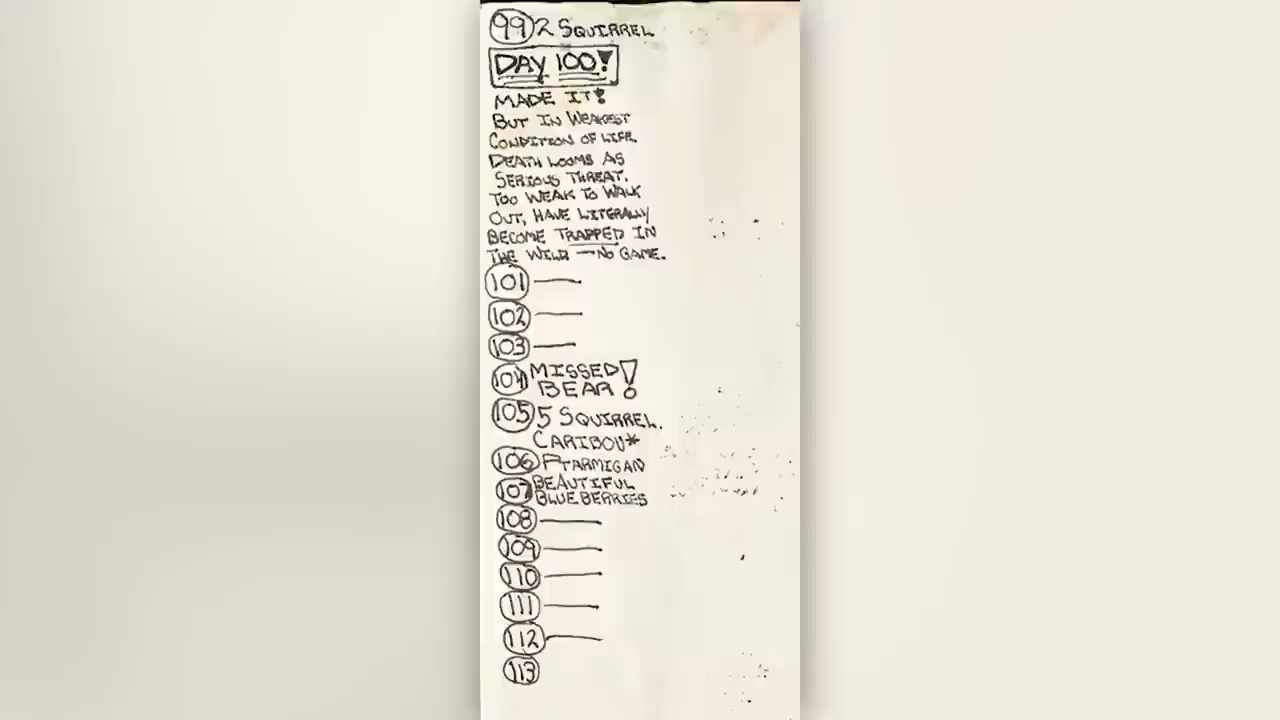 99 2 SQUIRREL
DAY 100!
MADE IT!
BUT IN WEAKEST
CONDITION OF LIFE.
DEATH LOOMS AS
SERIOUS THREAT.
TOO WEAK TO WALK
OUT, HAVE LITERALLY
BECOME TRAPPED IN
THE WILD — NO GAME.
101 —
102 —
103 —
104 MISSED
BEAR!
105 5 SQUIRREL.
CARIBOU*
106 PTARMIGAN
107 BEAUTIFUL
BLUEBERRIES
108 —
109 —
110 —
111 —
112 —
113